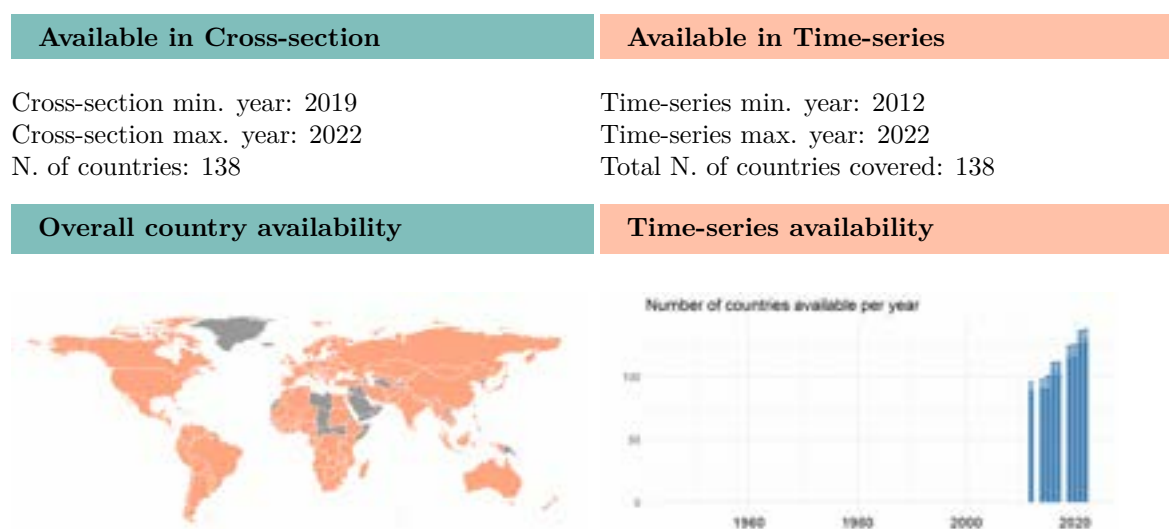 Available in Cross-section
Available in Time-series
Cross-section min. year: 2019
Cross-section max. year: 2022
N. of countries: 138
Time-series min. year: 2012
Time-series max. year: 2022
Total N. of countries covered: 138
Overall country availability
Time-series availability
Number of countries available per year
100
50
0
1960
1980
2000
2020